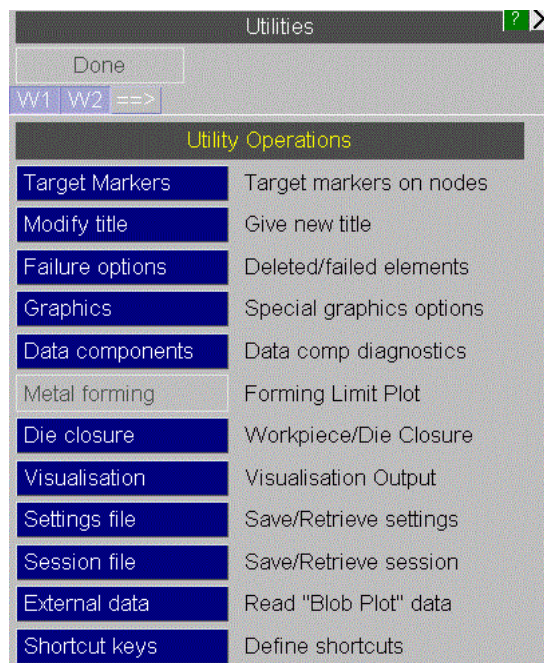 Utilities ? X
Done
W1 W2 ==>
Utility Operations
Target Markers Target markers on nodes
Modify title Give new title
Failure options Deleted/failed elements
Graphics Special graphics options
Data components Data comp diagnostics
Metal forming Forming Limit Plot
Die closure Workpiece/Die Closure
Visualisation Visualisation Output
Settings file Save/Retrieve settings
Session file Save/Retrieve session
External data Read "Blob Plot" data
Shortcut keys Define shortcuts